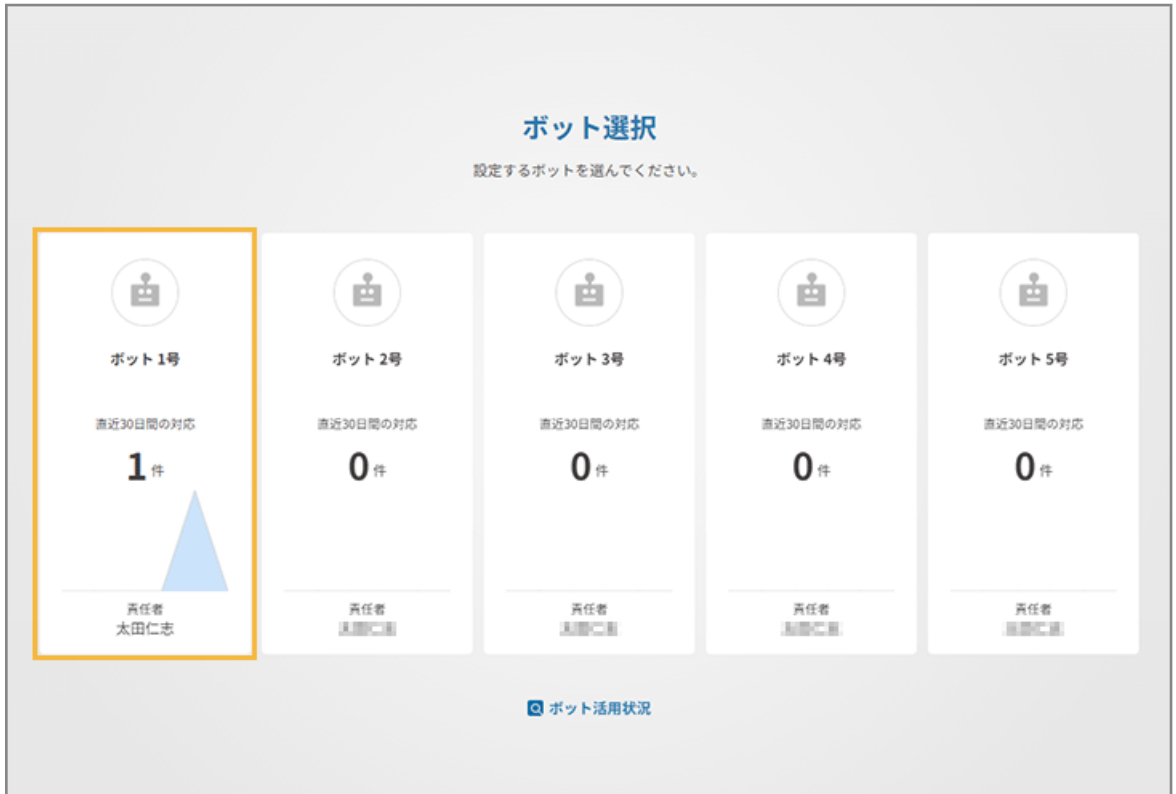 ボット選択
設定するボットを選んでください。
ボット 1号
直近30日間の対応
1 件
責任者
太田仁志
ボット 2号
直近30日間の対応
0 件
責任者
ボット 3号
直近30日間の対応
0 件
責任者
ボット 4号
直近30日間の対応
0 件
責任者
ボット 5号
直近30日間の対応
0 件
責任者
ボット活用状況